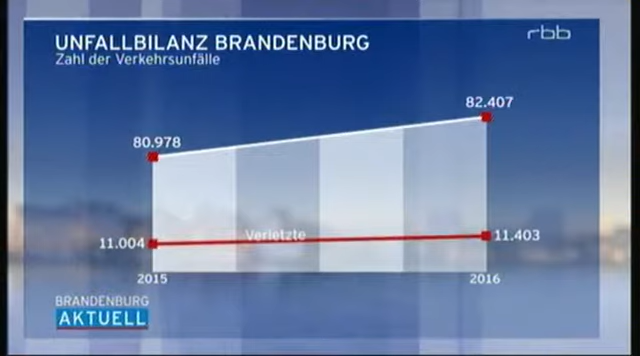 rbb
UNFALLBILANZ BRANDENBURG
Zahl der Verkehrsunfälle
82.407
80.978
Verletzte
11.004
11.403
2015
2016
BRANDENBURG
AKTUELL